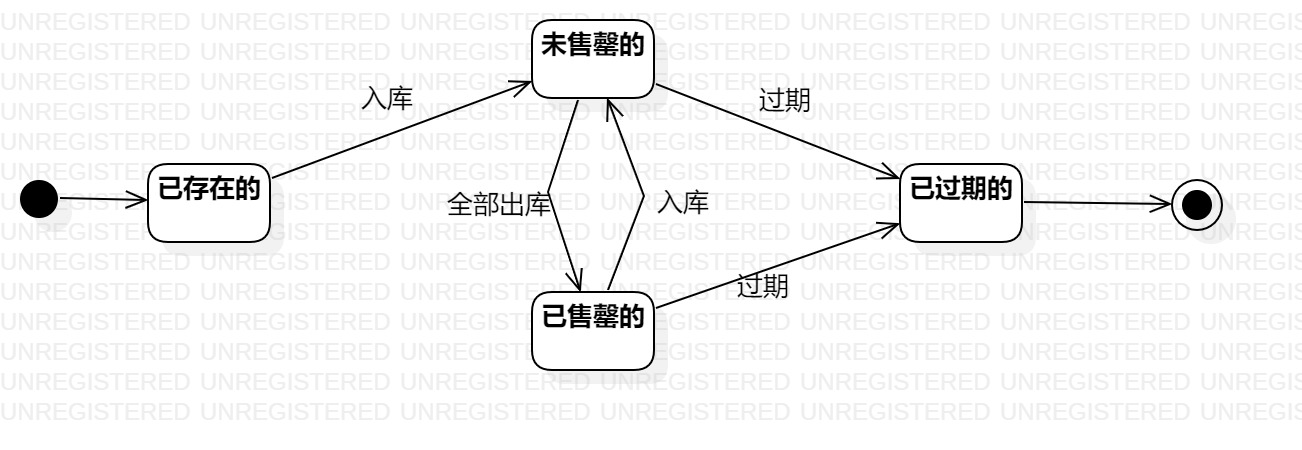 未售罄的
入库
过期
已存在的
已过期的
全部出库
入库
过期
已售罄的
UNREGISTERED UNREGISTERED UNREGISTERED UNREGISTERED UNREGISTERED UNREGISTERED UNREGIS